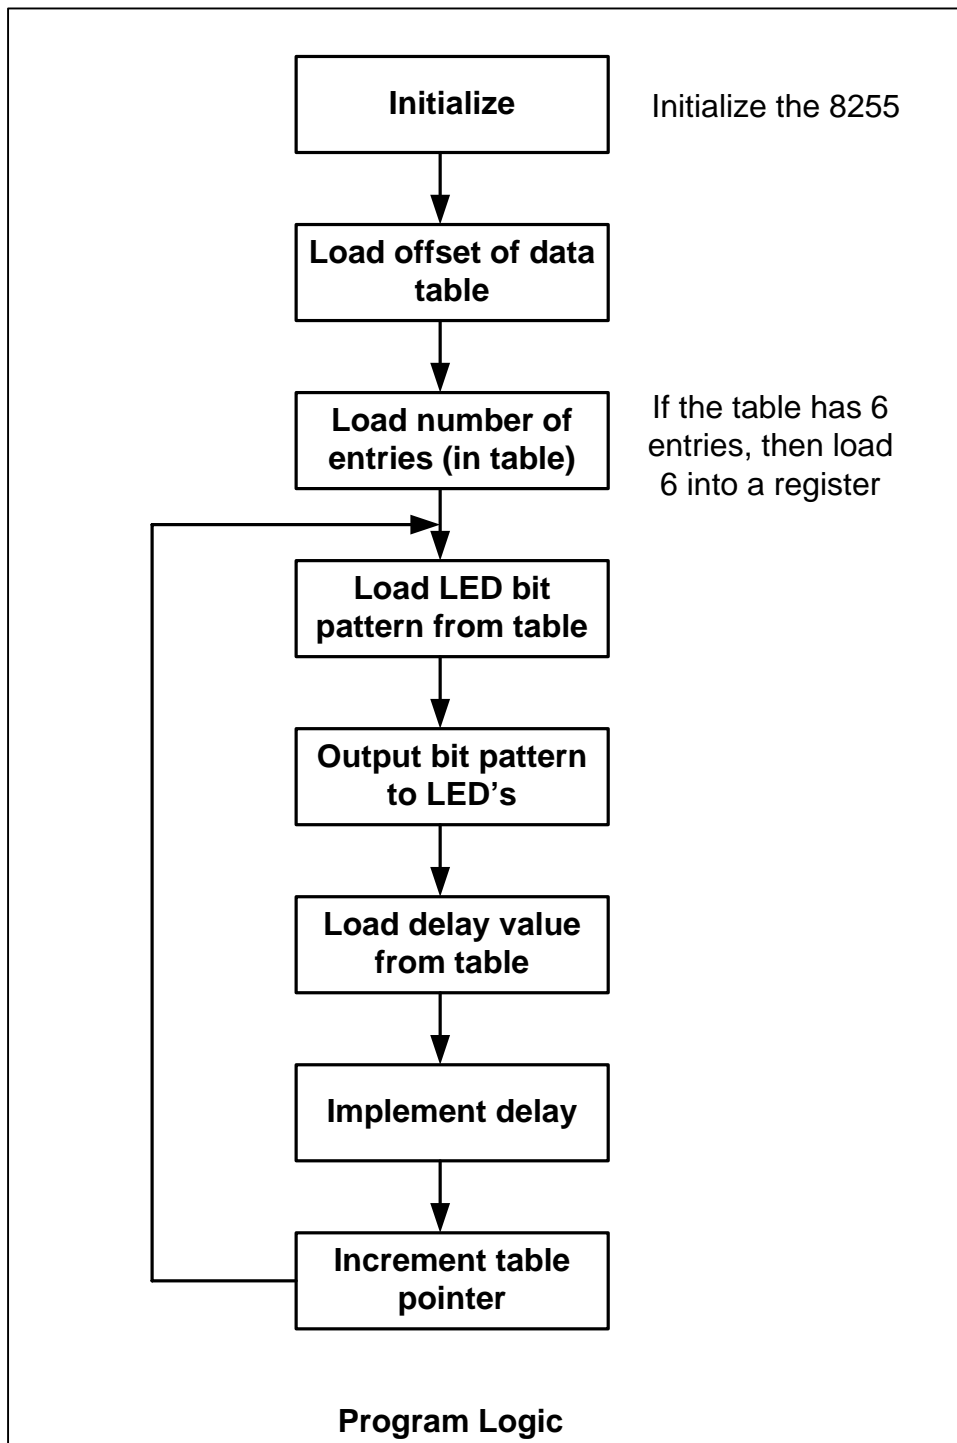 Initialize
Initialize the 8255
Load offset of data
table
Load number of
entries (in table)
If the table has 6
entries, then load
6 into a register
Load LED bit
pattern from table
Output bit pattern
to LED’s
Load delay value
from table
Implement delay
Increment table
pointer
Program Logic